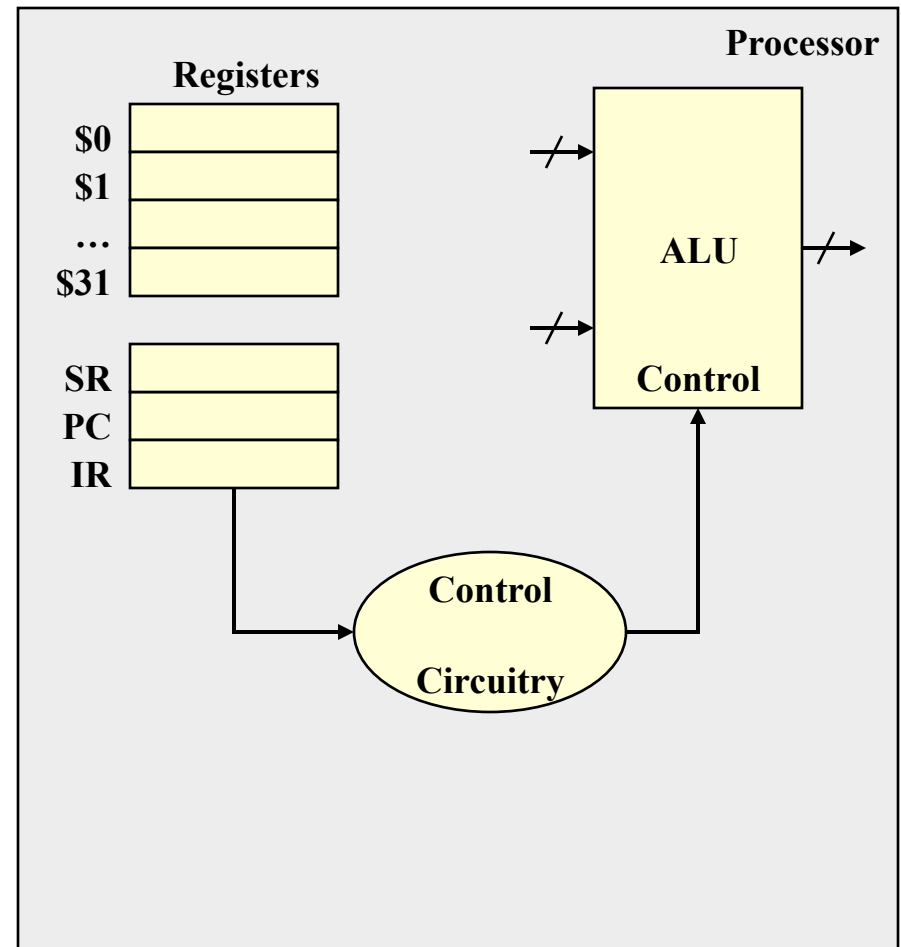 Processor
Registers
$0
$1
…
$31
ALU
Control
SR
PC
IR
Control
Circuitry